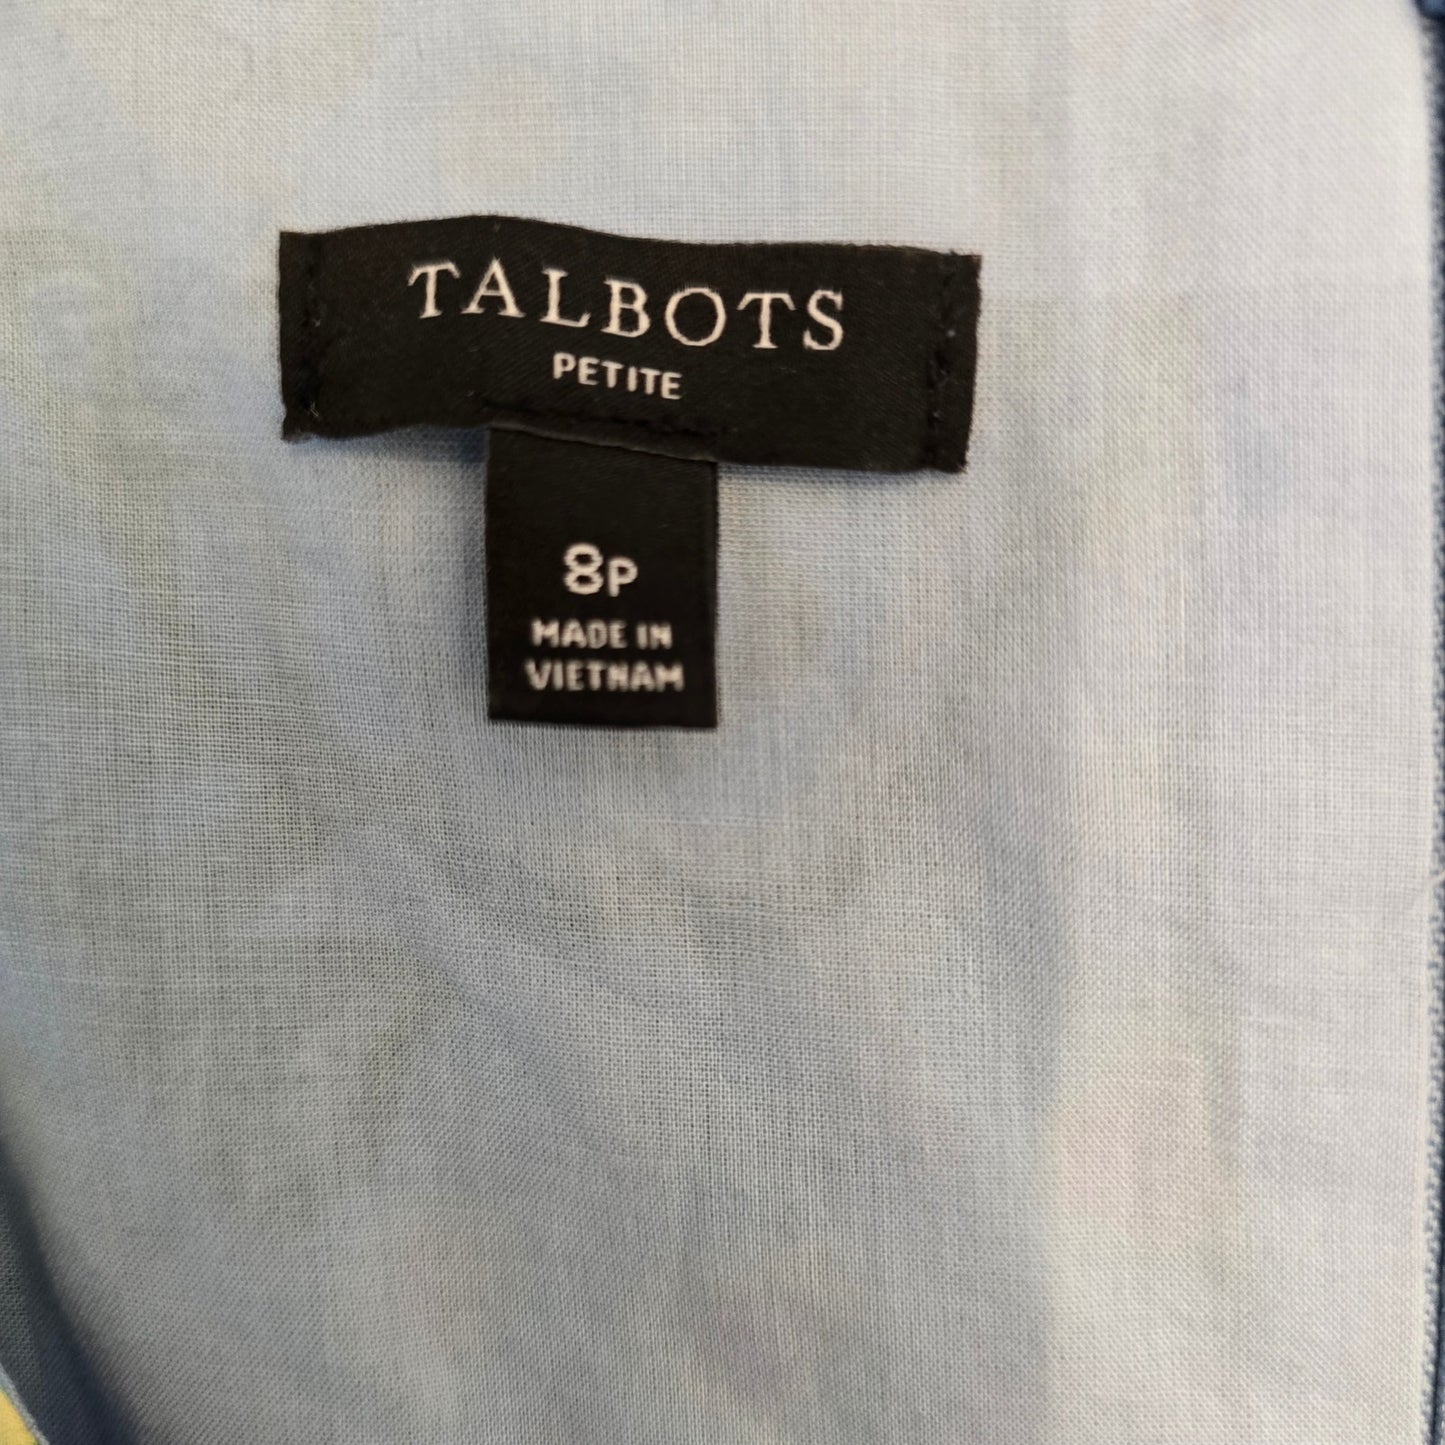 TALBOTS
PETITE
8P
MADE IN
VIETNAM